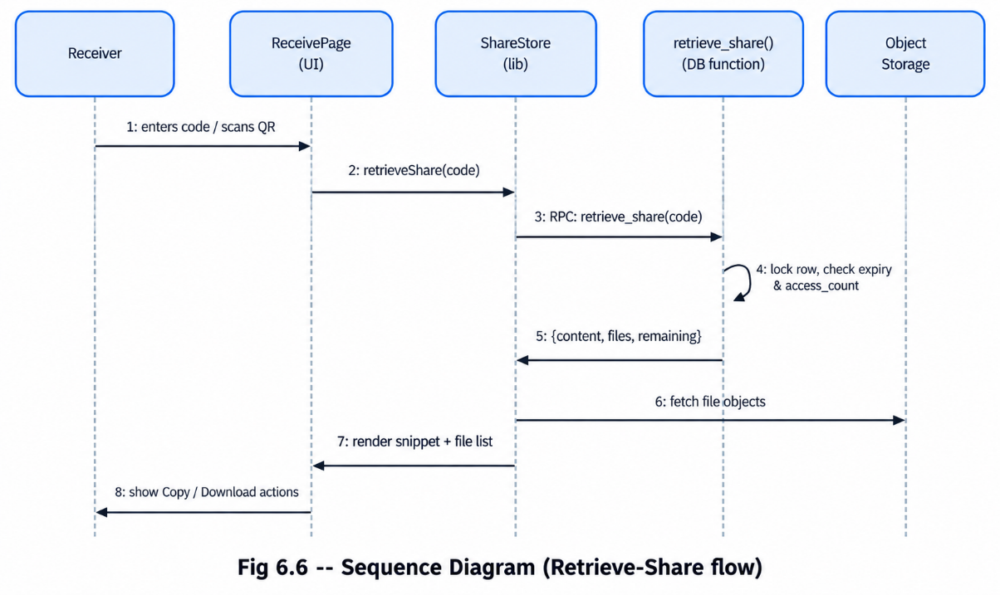 Receiver
ReceivePage
(UI)
ShareStore
(lib)
retrieve_share()
(DB function)
Object
Storage
1: enters code / scans QR
2: retrieveShare(code)
3: RPC: retrieve_share(code)
4: lock row, check expiry
& access_count
5: {content, files, remaining}
6: fetch file objects
7: render snippet + file list
8: show Copy / Download actions
Fig 6.6 -- Sequence Diagram (Retrieve-Share flow)